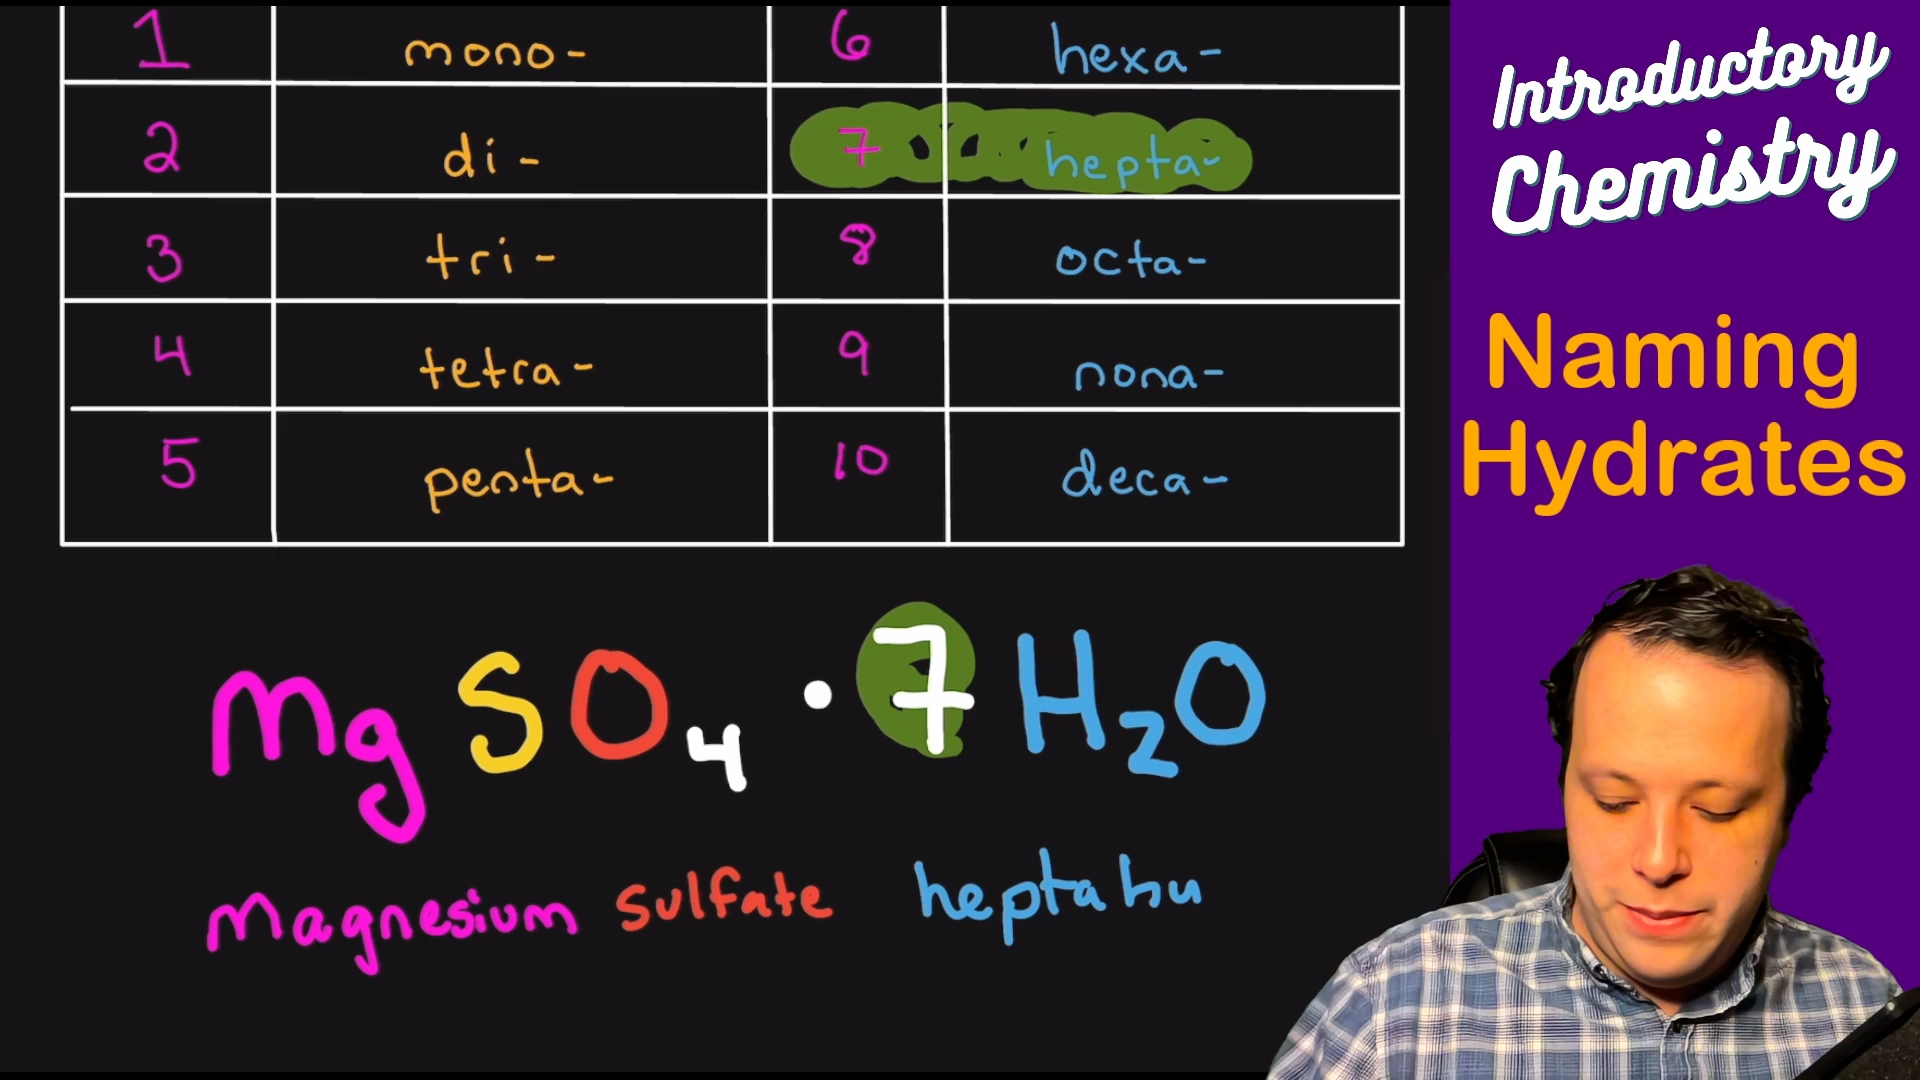 1 mono- 6 hexa-
2 di- 7 hepta-
3 tri- 8 octa-
4 tetra- 9 nona-
5 penta- 10 deca-
MgSO₄ · 7H₂O
Magnesium sulfate heptahu
Introductory
Chemistry
Naming
Hydrates